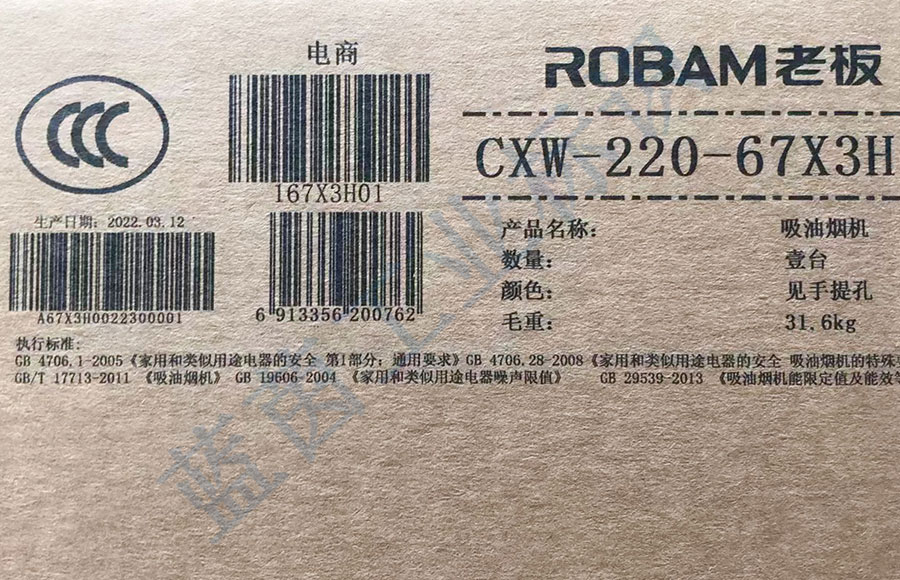 电商
ROBAM老板
CCC
167X3H01
CXW-220-67X3H
生产日期：2022.03.12
A67X3H0022300001
6 913356 200762
产品名称： 吸油烟机
数量： 壹台
颜色： 见手提孔
毛重： 31.6kg
执行标准：
GB 4706.1-2005《家用和类似用途电器的安全 第1部分：通用要求》GB 4706.28-2008《家用和类似用途电器的安全 吸油烟机的特殊
GB/T 17713-2011 《吸油烟机》 GB 19606-2004 《家用和类似用途电器噪声限值》 GB 29539-2013 《吸油烟机能限定值及能效等
蓝茵工业标识